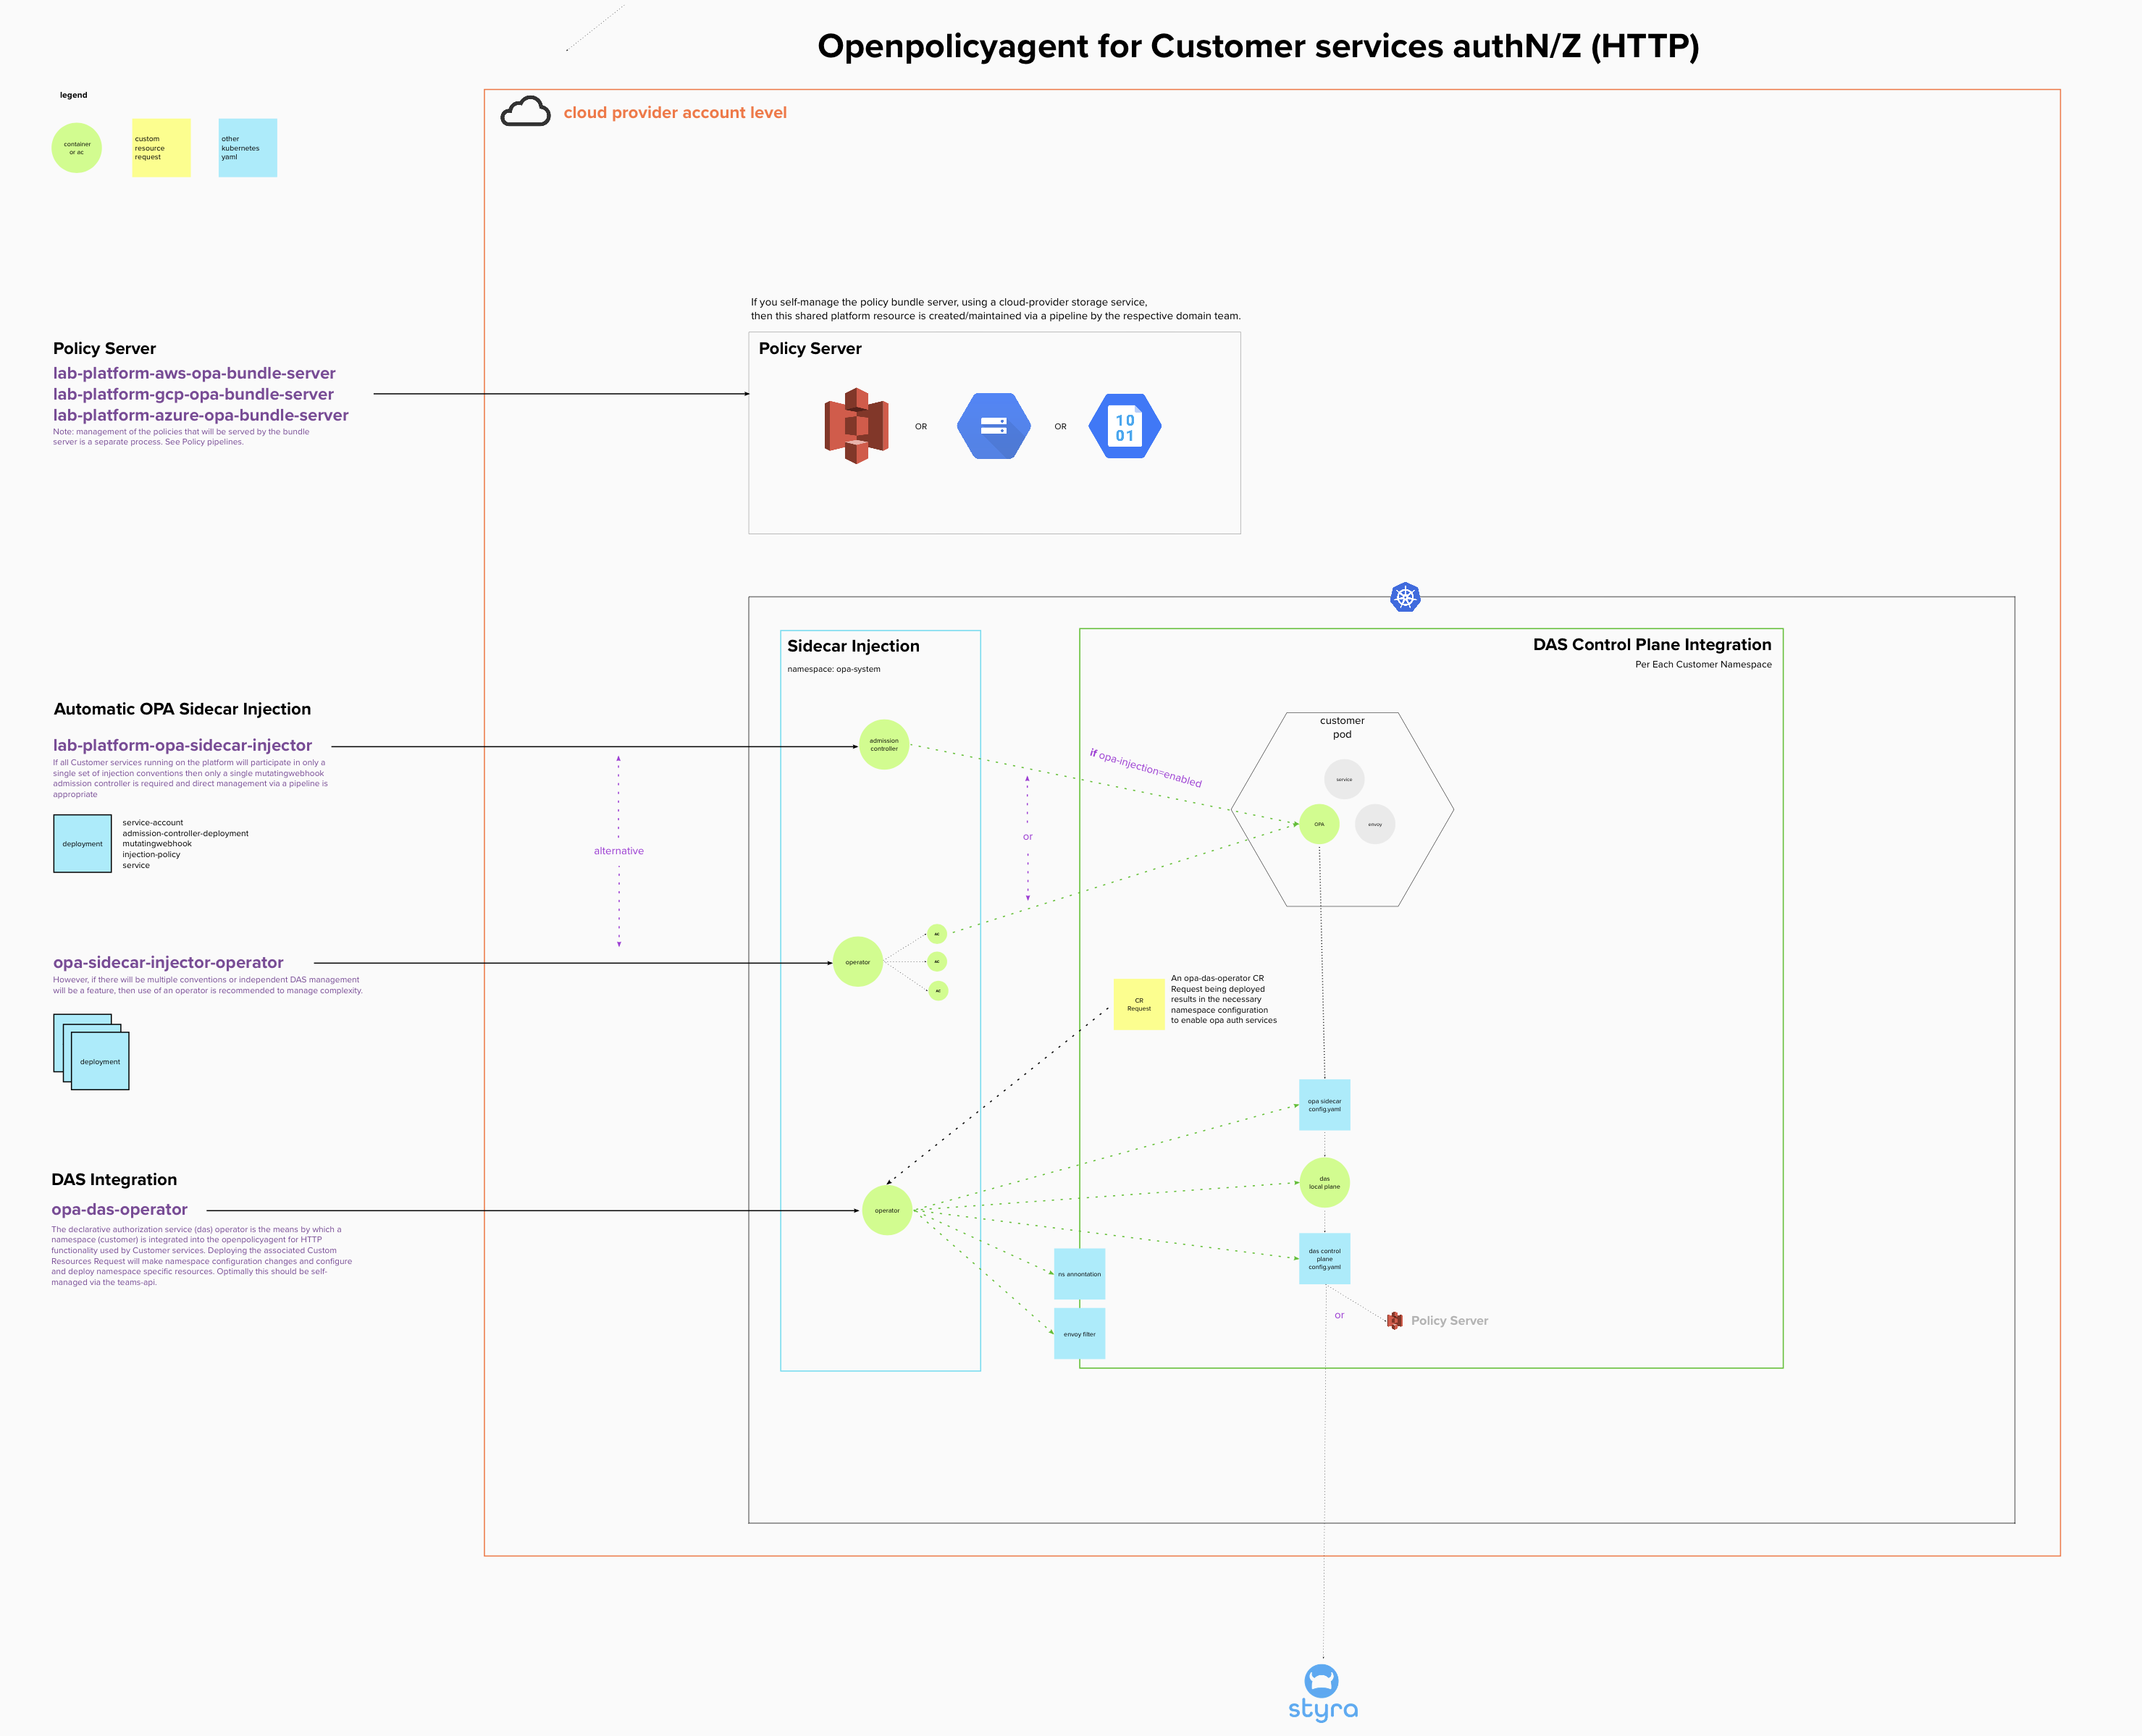 Openpolicyagent for Customer services authN/Z (HTTP)
legend
container
or ac
custom
resource
request
other
kubernetes
yaml
cloud provider account level
If you self-manage the policy bundle server, using a cloud-provider storage service,
then this shared platform resource is created/maintained via a pipeline by the respective domain team.
Policy Server
lab-platform-aws-opa-bundle-server
lab-platform-gcp-opa-bundle-server
lab-platform-azure-opa-bundle-server
Note: management of the policies that will be served by the bundle
server is a separate process. See Policy pipelines.
Policy Server
OR
OR
10
01
Sidecar Injection
namespace: opa-system
DAS Control Plane Integration
Per Each Customer Namespace
Automatic OPA Sidecar Injection
lab-platform-opa-sidecar-injector
If all Customer services running on the platform will participate in only a
single set of injection conventions then only a single mutatingwebhook
admission controller is required and direct management via a pipeline is
appropriate
deployment
service-account
admission-controller-deployment
mutatingwebhook
injection-policy
service
alternative
admission
controller
if opa-injection=enabled
or
customer
pod
service
OPA
envoy
opa-sidecar-injector-operator
However, if there will be multiple conventions or independent DAS management
will be a feature, then use of an operator is recommended to manage complexity.
deployment
operator
AC
AC
AC
CR
Request
An opa-das-operator CR
Request being deployed
results in the necessary
namespace configuration
to enable opa auth services
opa sidecar
config.yaml
DAS Integration
opa-das-operator
The declarative authorization service (das) operator is the means by which a
namespace (customer) is integrated into the openpolicyagent for HTTP
functionality used by Customer services. Deploying the associated Custom
Resources Request will make namespace configuration changes and configure
and deploy namespace specific resources. Optimally this should be self-
managed via the teams-api.
operator
das
local plane
das control
plane
config.yaml
ns annontation
envoy filter
or
Policy Server
styra